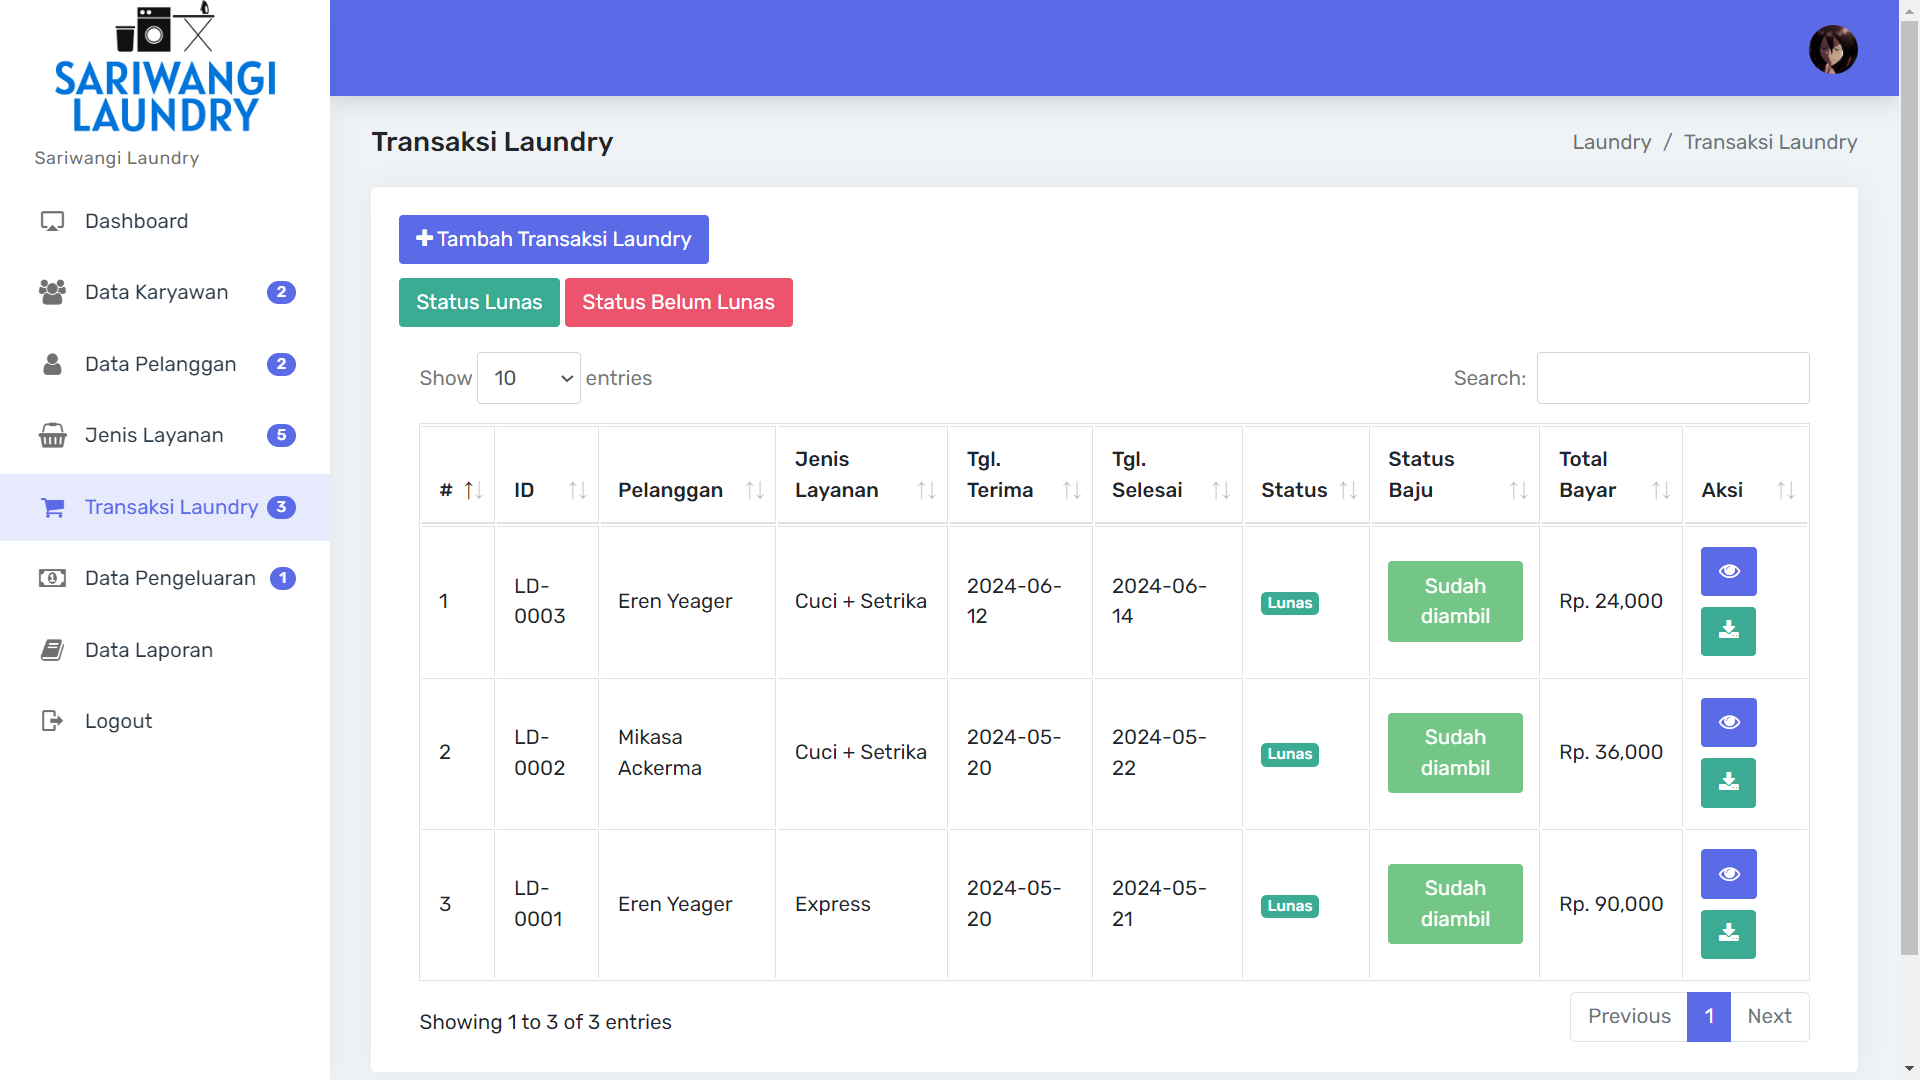 SARIWANGI
LAUNDRY
Sariwangi Laundry
Dashboard
Data Karyawan 2
Data Pelanggan 2
Jenis Layanan 5
Transaksi Laundry 3
Data Pengeluaran 1
Data Laporan
Logout
Transaksi Laundry
Laundry / Transaksi Laundry
Tambah Transaksi Laundry
Status Lunas Status Belum Lunas
Show 10 entries Search:
# ID Pelanggan Jenis Layanan Tgl. Terima Tgl. Selesai Status Status Baju Total Bayar Aksi
1 LD-0003 Eren Yeager Cuci + Setrika 2024-06-12 2024-06-14 Lunas Sudah diambil Rp. 24,000
2 LD-0002 Mikasa Ackerma Cuci + Setrika 2024-05-20 2024-05-22 Lunas Sudah diambil Rp. 36,000
3 LD-0001 Eren Yeager Express 2024-05-20 2024-05-21 Lunas Sudah diambil Rp. 90,000
Showing 1 to 3 of 3 entries
Previous 1 Next